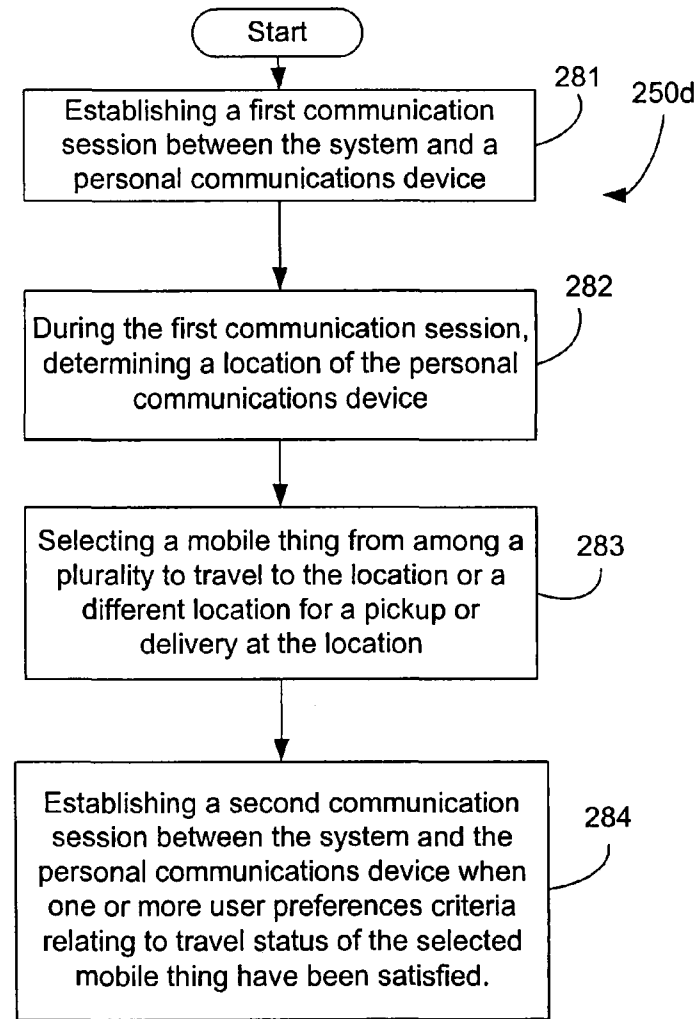 Start
281
250d
Establishing a first communication
session between the system and a
personal communications device
282
During the first communication session,
determining a location of the personal
communications device
283
Selecting a mobile thing from among a
plurality to travel to the location or a
different location for a pickup or
delivery at the location
284
Establishing a second communication
session between the system and the
personal communications device when
one or more user preferences criteria
relating to travel status of the selected
mobile thing have been satisfied.